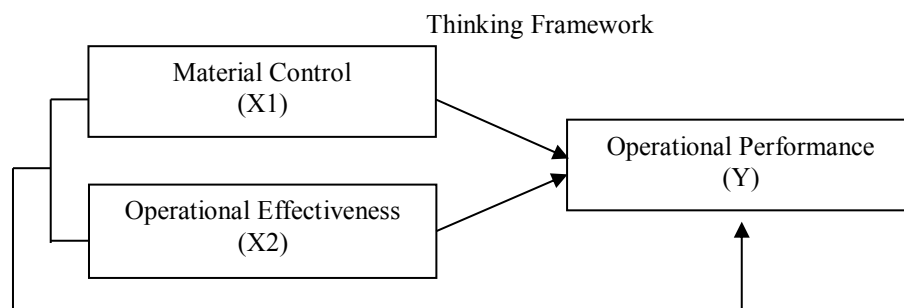 Thinking Framework
Material Control
(X1)
Operational Performance
(Y)
Operational Effectiveness
(X2)